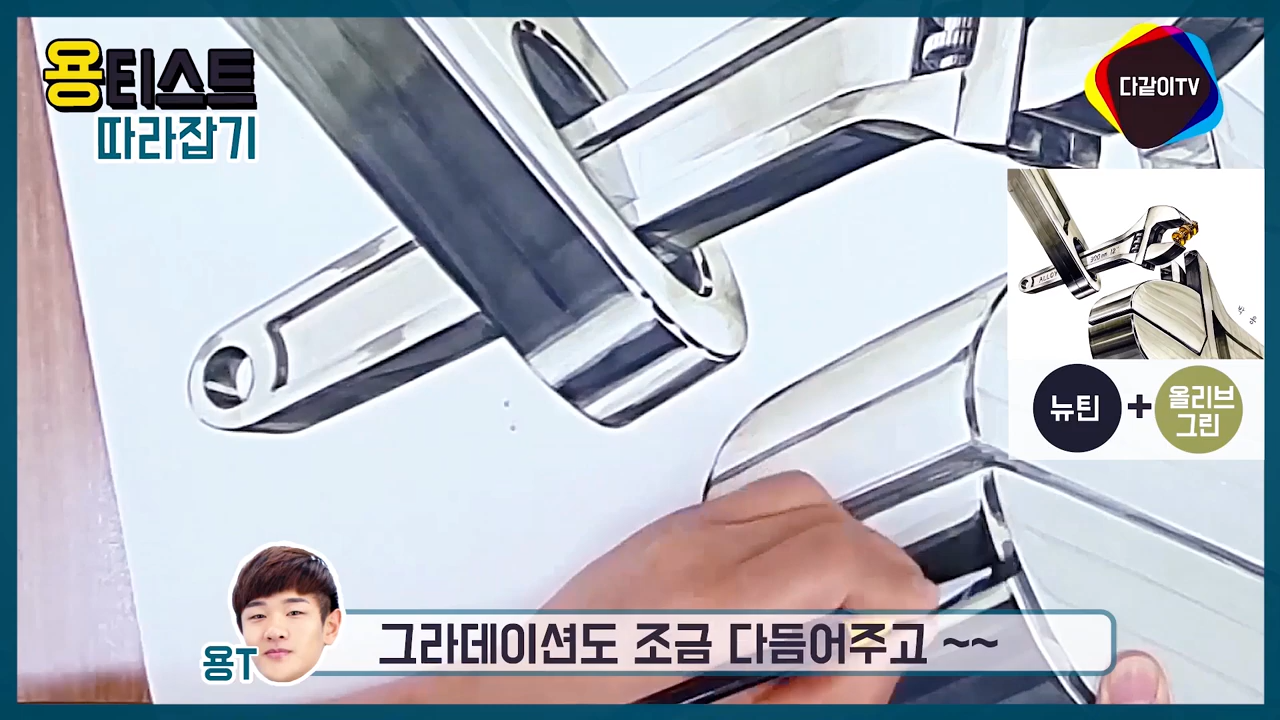 용티스트
따라잡기
다같이TV
뉴틴 + 올리브
그린
용T
그라데이션도 조금 다듬어주고 ~~